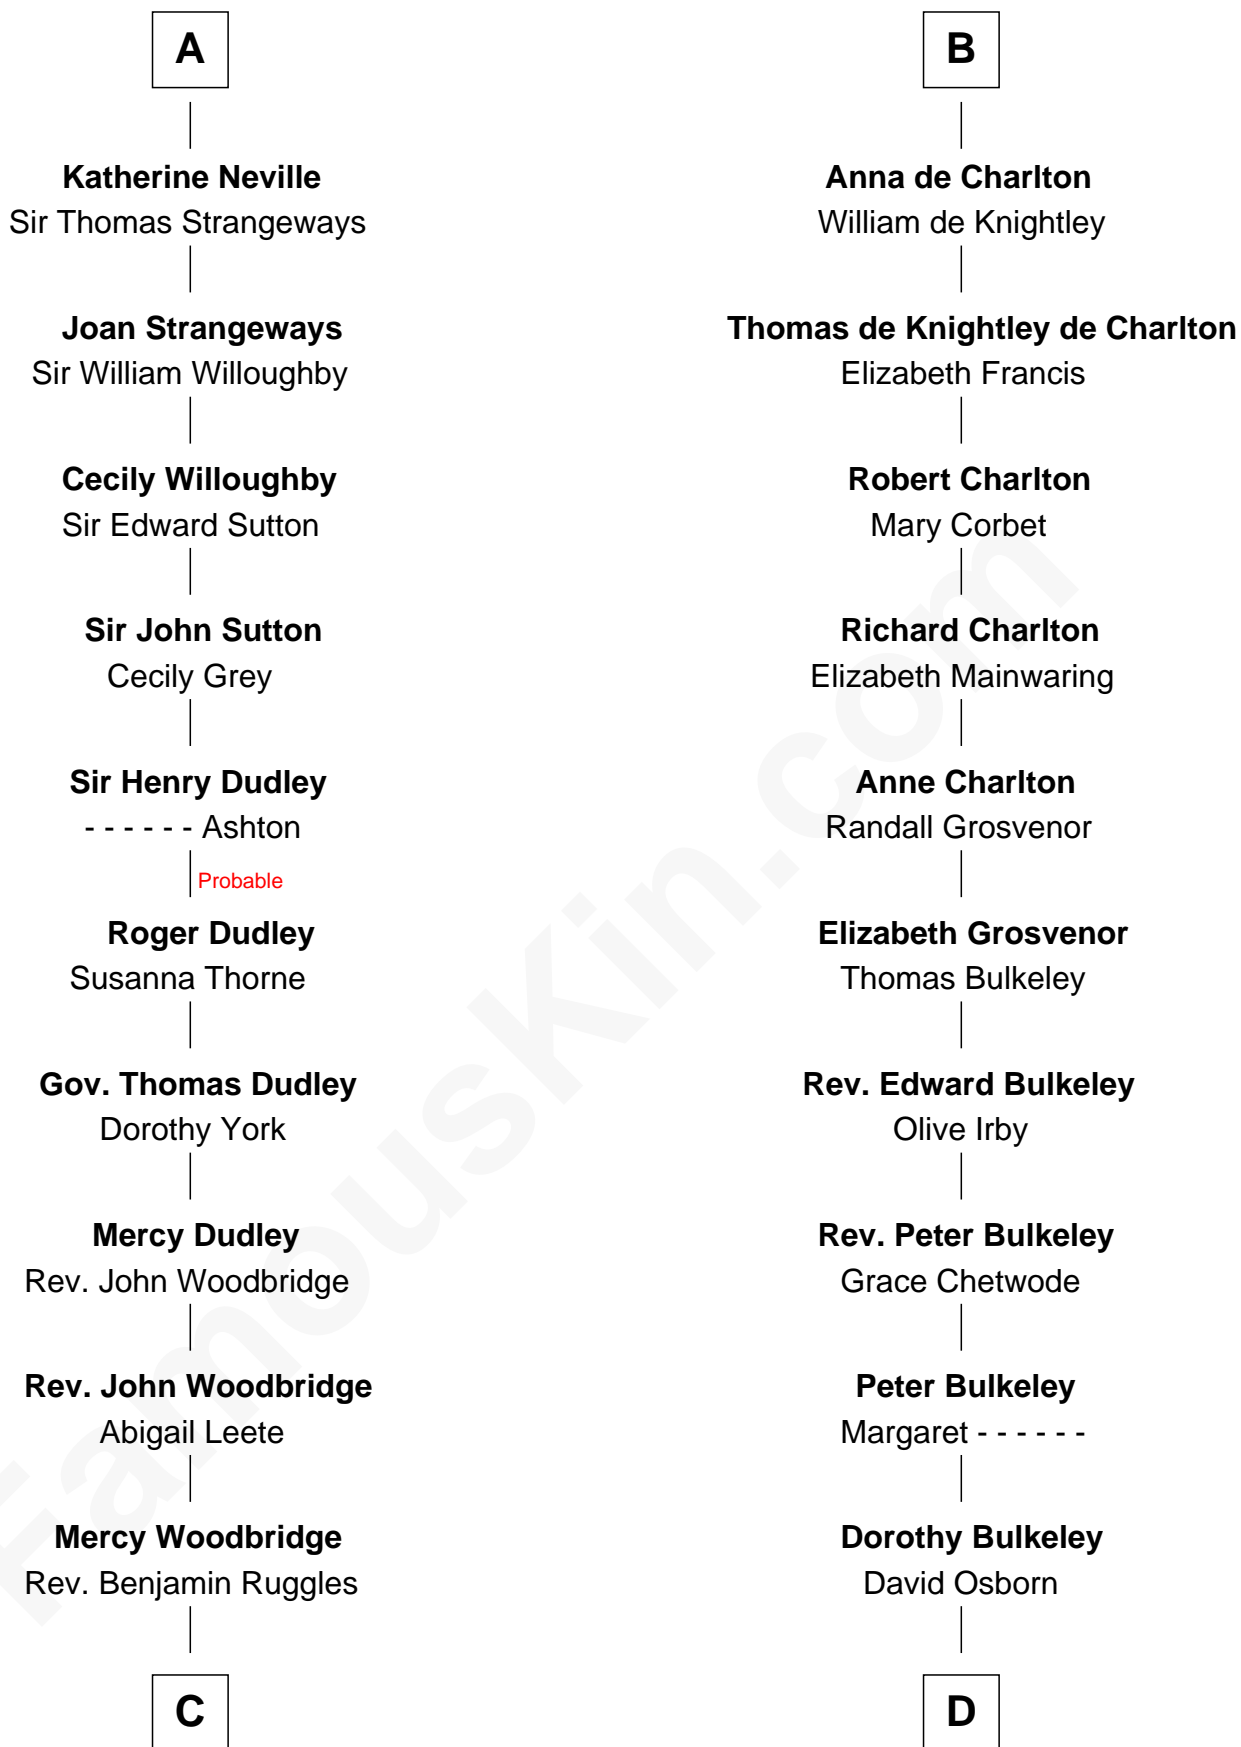 A
Katherine Neville
Sir Thomas Strangeways
Joan Strangeways
Sir William Willoughby
Cecily Willoughby
Sir Edward Sutton
Sir John Sutton
Cecily Grey
Sir Henry Dudley
- - - - - - Ashton
Probable
Roger Dudley
Susanna Thorne
Gov. Thomas Dudley
Dorothy York
Mercy Dudley
Rev. John Woodbridge
Rev. John Woodbridge
Abigail Leete
Mercy Woodbridge
Rev. Benjamin Ruggles
C
B
Anna de Charlton
William de Knightley
Thomas de Knightley de Charlton
Elizabeth Francis
Robert Charlton
Mary Corbet
Richard Charlton
Elizabeth Mainwaring
Anne Charlton
Randall Grosvenor
Elizabeth Grosvenor
Thomas Bulkeley
Rev. Edward Bulkeley
Olive Irby
Rev. Peter Bulkeley
Grace Chetwode
Peter Bulkeley
Margaret - - - - - -
Dorothy Bulkeley
David Osborn
D
FamousKin.com